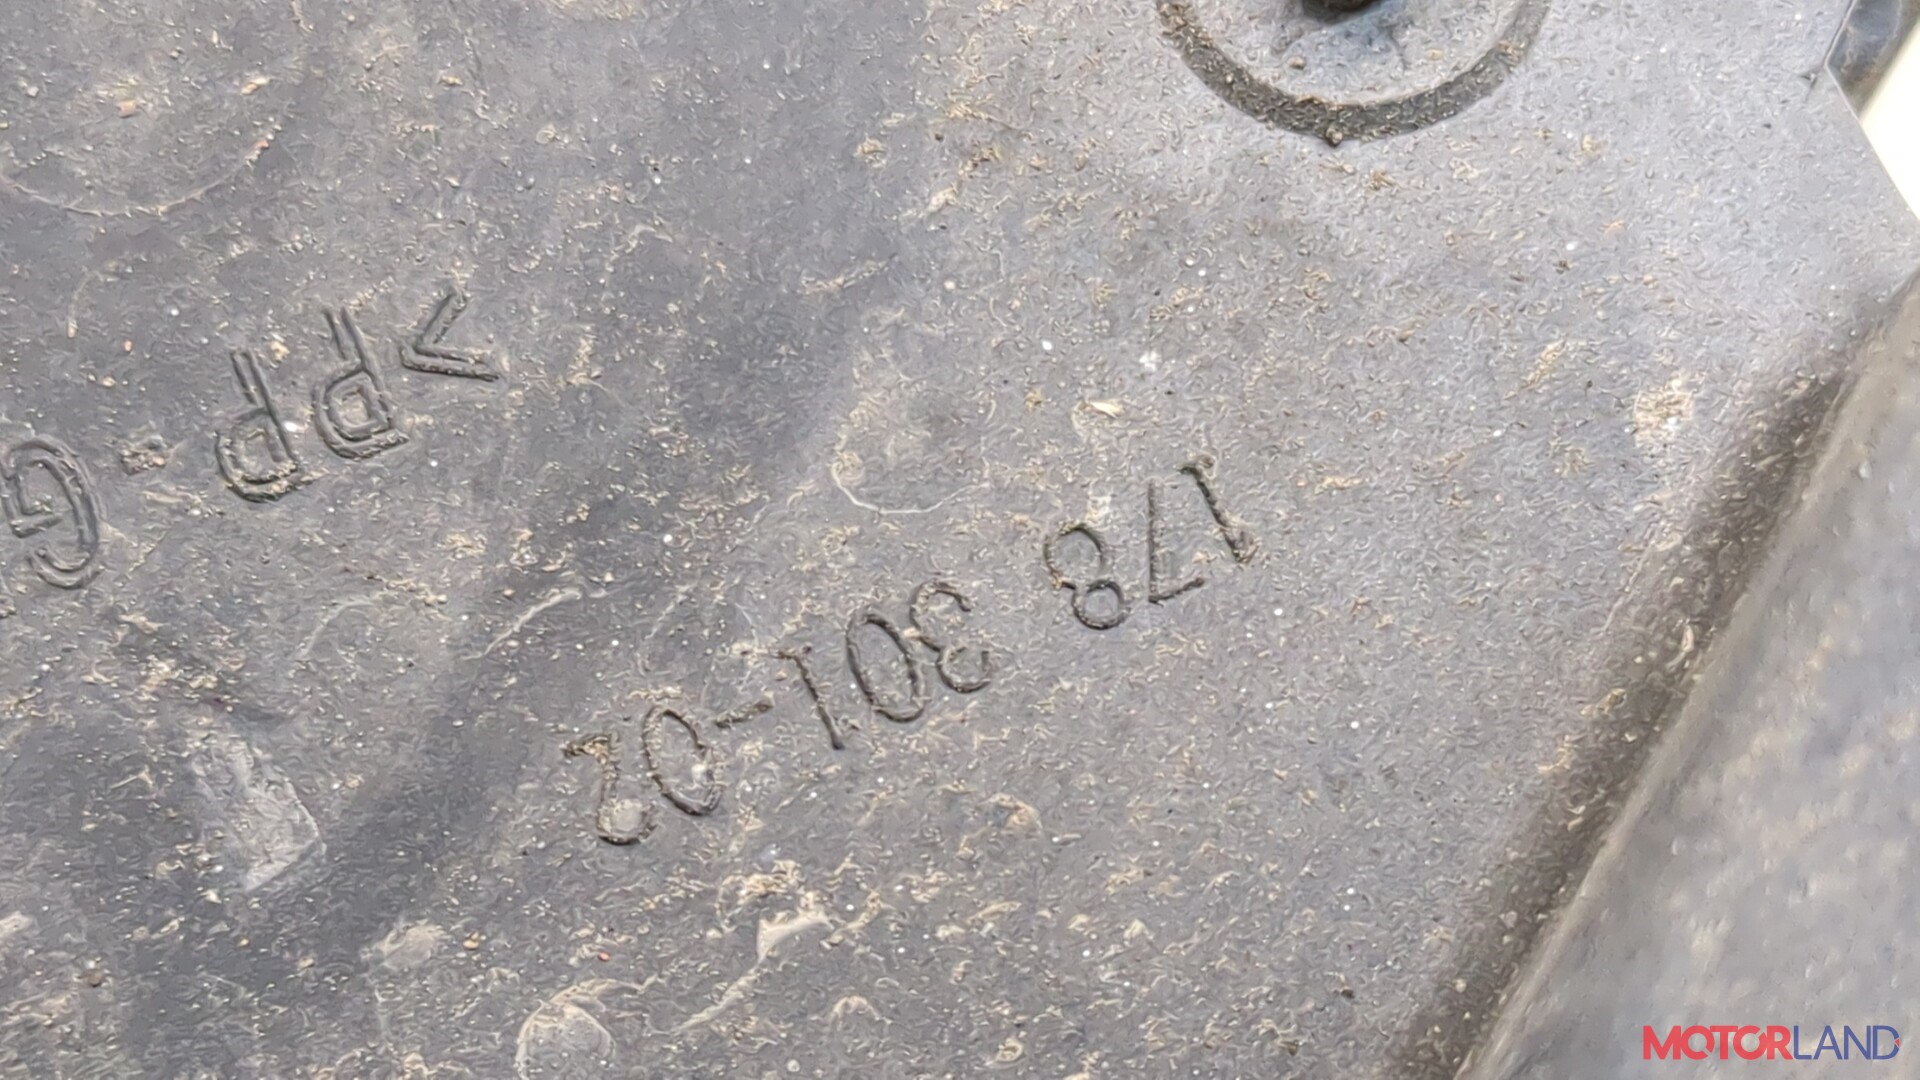 178 301-02
>PP-G
MOTORLAND